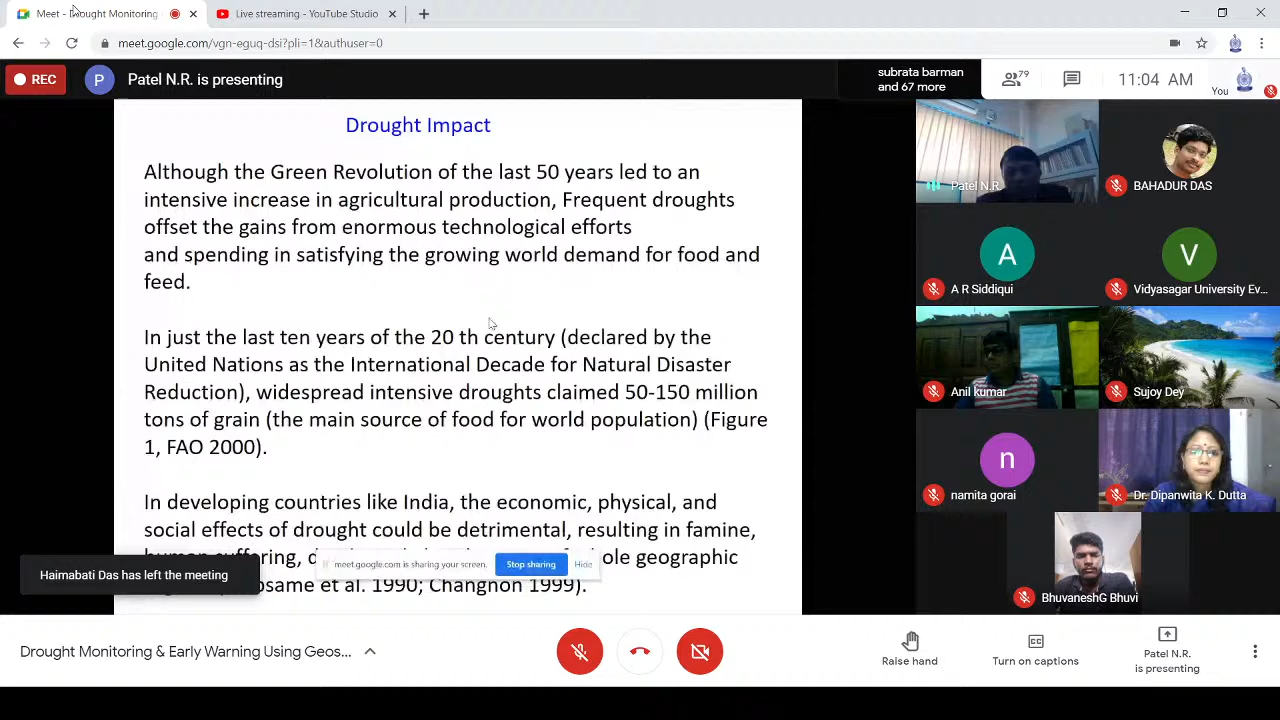 Meet - Drought Monitoring
Live streaming - YouTube Studio
meet.google.com/vgn-eguq-dsi?pli=1&authuser=0
REC
P
Patel N.R. is presenting
subrata barman
and 67 more
79
11:04 AM
You
Drought Impact
Although the Green Revolution of the last 50 years led to an
intensive increase in agricultural production, Frequent droughts
offset the gains from enormous technological efforts
and spending in satisfying the growing world demand for food and
feed.
In just the last ten years of the 20 th century (declared by the
United Nations as the International Decade for Natural Disaster
Reduction), widespread intensive droughts claimed 50-150 million
tons of grain (the main source of food for world population) (Figure
1, FAO 2000).
In developing countries like India, the economic, physical, and
social effects of drought could be detrimental, resulting in famine,
geographic
et al. 1990; Changnon 1999).
Patel N.R.
BAHADUR DAS
A
A R Siddiqui
V
Vidyasagar University Ev...
Anil kumar
Sujoy Dey
n
namita gorai
Dr. Dipanwita K. Dutta
BhuvaneshG Bhuvi
Haimabati Das has left the meeting
meet.google.com is sharing your screen.
Stop sharing
Hide
Drought Monitoring & Early Warning Using Geos...
Raise hand
Turn on captions
Patel N.R.
is presenting